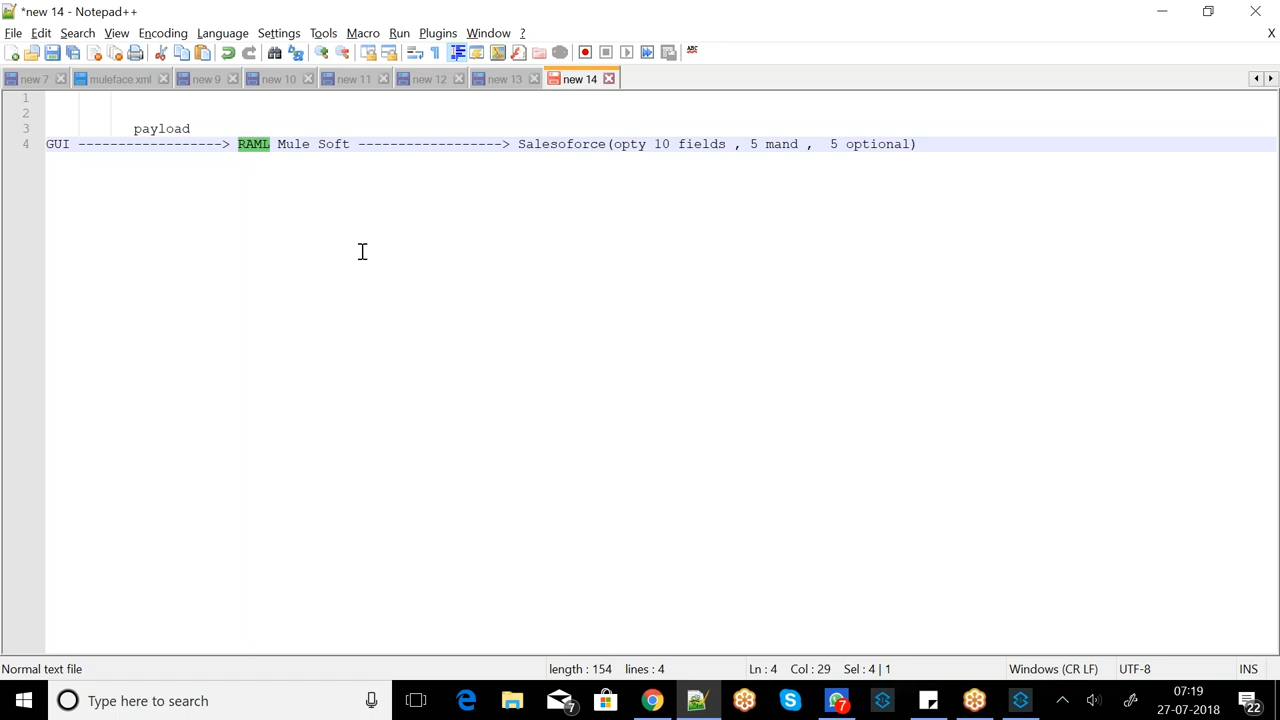 *new 14 - Notepad++
File Edit Search View Encoding Language Settings Tools Macro Run Plugins Window ? X
ABC
new 7 muleface.xml new 9 new 10 new 11 new 12 new 13 new 14
1
2
3 payload
4 GUI ------------------> RAML Mule Soft ------------------> Salesoforce(opty 10 fields , 5 mand , 5 optional)
Normal text file length : 154 lines : 4 Ln : 4 Col : 29 Sel : 4 | 1 Windows (CR LF) UTF-8 INS
Type here to search 7 7 07:19 22
27-07-2018